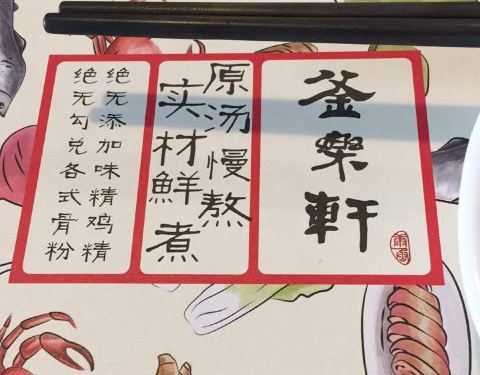 釜樂軒
原汤慢熬
实材鮮煮
绝无添加味精鸡精
绝无勾兑各式骨粉